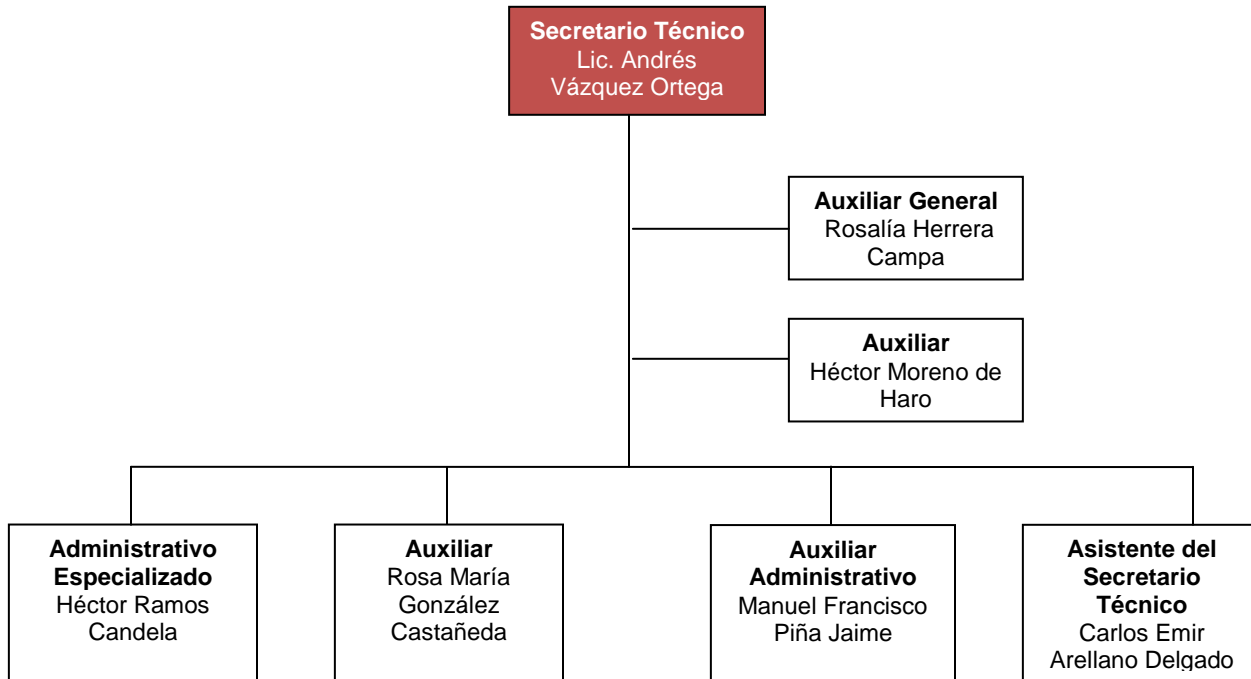 Secretario Técnico
Lic. Andrés
Vázquez Ortega
Auxiliar General
Rosalía Herrera
Campa
Auxiliar
Héctor Moreno de
Haro
Administrativo
Especializado
Héctor Ramos
Candela
Auxiliar
Rosa María
González
Castañeda
Auxiliar
Administrativo
Manuel Francisco
Piña Jaime
Asistente del
Secretario
Técnico
Carlos Emir
Arellano Delgado